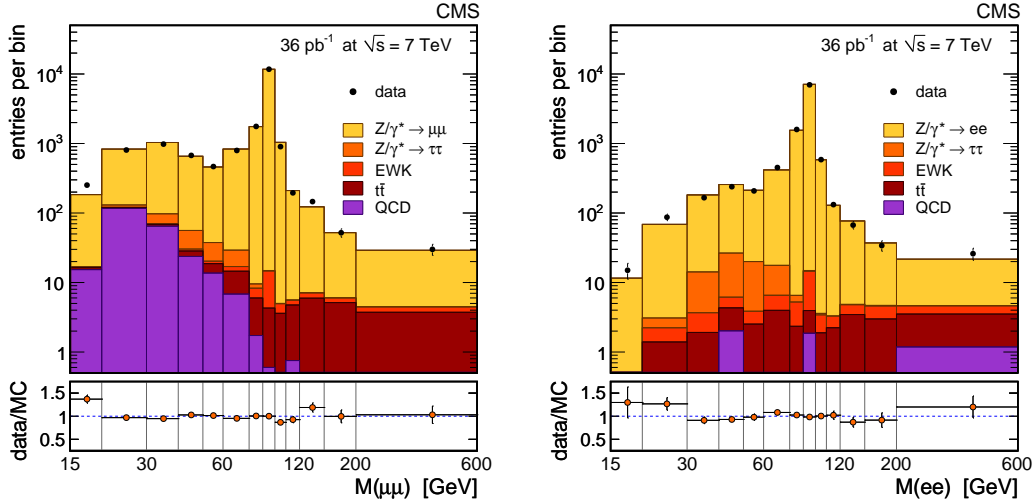 CMS
entries per bin
36 pb⁻¹ at √s = 7 TeV
data
Z/γ* → μμ
Z/γ* → ττ
EWK
tt̄
QCD
10⁴
10³
10²
10
1
data/MC
1.5
1
0.5
15 30 60 120 200 600
M(μμ) [GeV]
CMS
entries per bin
36 pb⁻¹ at √s = 7 TeV
data
Z/γ* → ee
Z/γ* → ττ
EWK
tt̄
QCD
10⁴
10³
10²
10
1
data/MC
1.5
1
0.5
15 30 60 120 200 600
M(ee) [GeV]